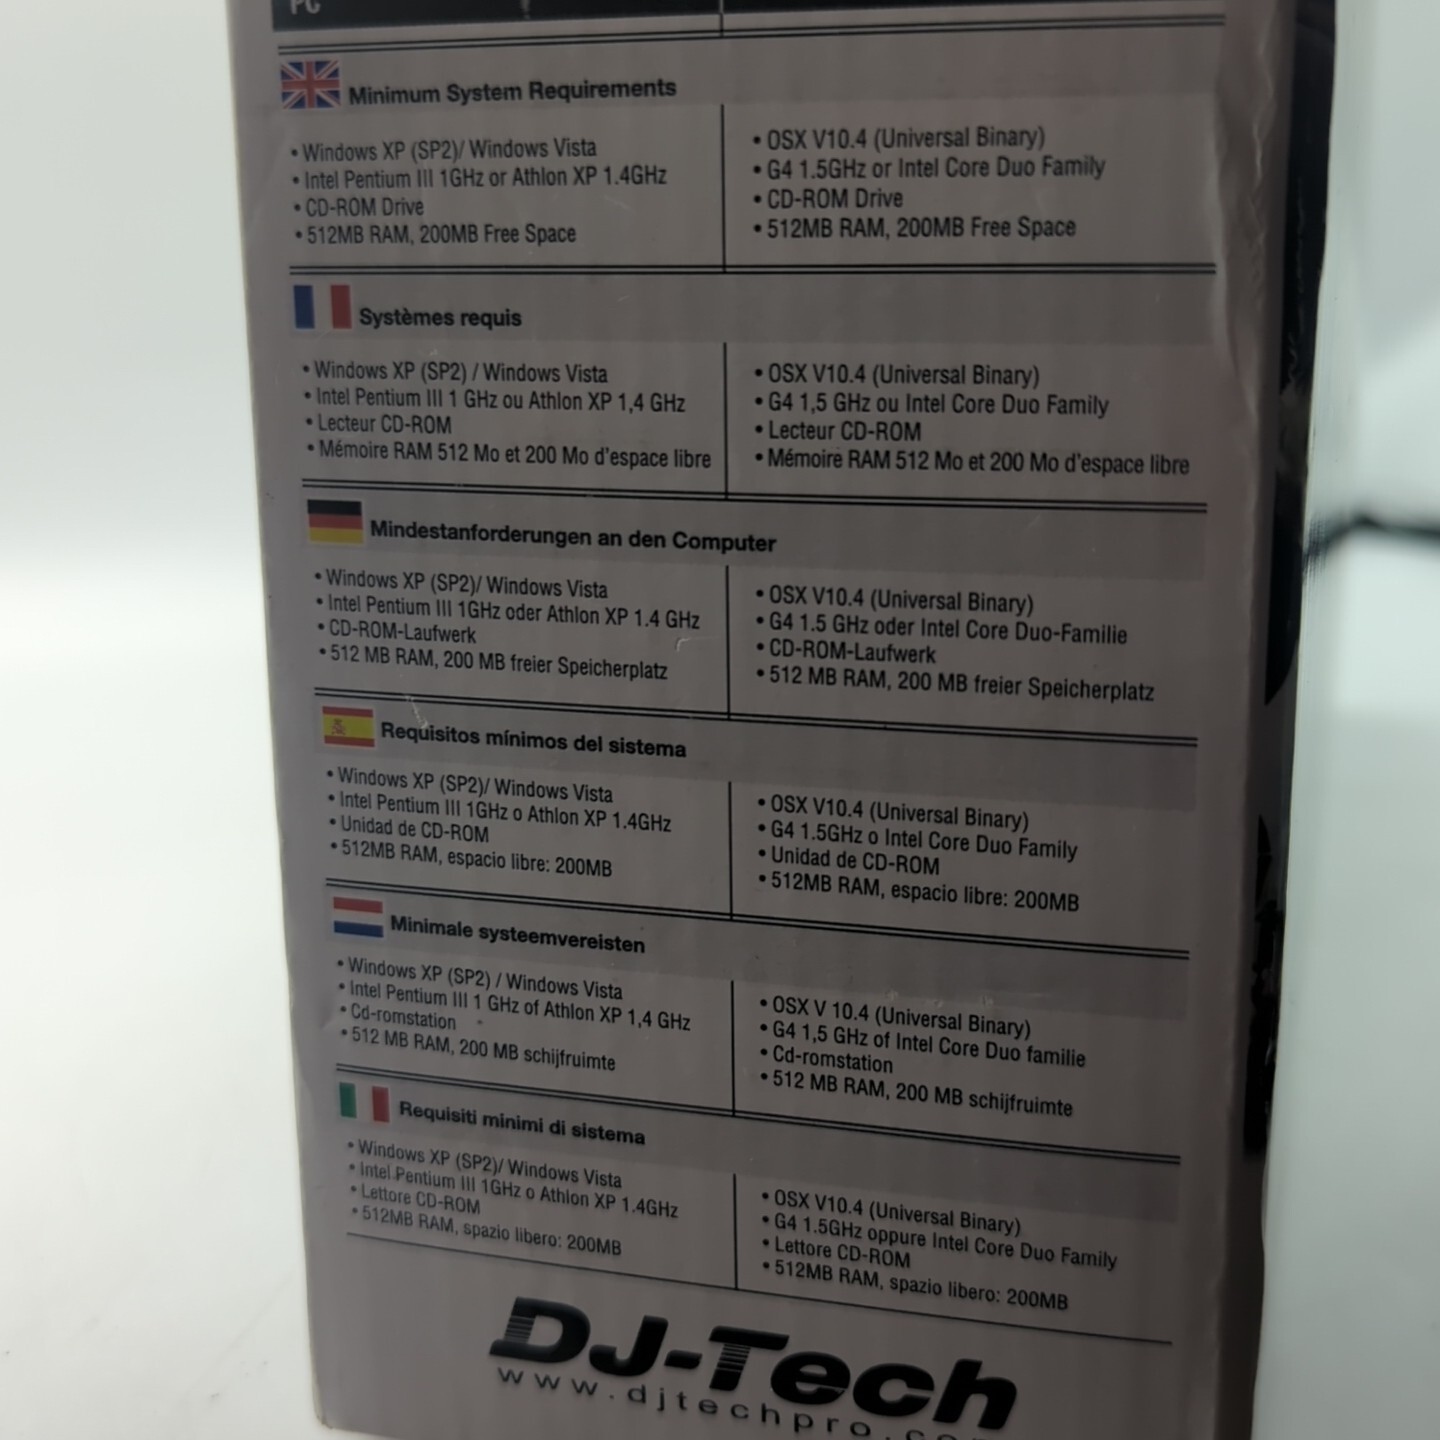 PC
Minimum System Requirements
• Windows XP (SP2)/ Windows Vista
• Intel Pentium III 1GHz or Athlon XP 1.4GHz
• CD-ROM Drive
• 512MB RAM, 200MB Free Space
• OSX V10.4 (Universal Binary)
• G4 1.5GHz or Intel Core Duo Family
• CD-ROM Drive
• 512MB RAM, 200MB Free Space
Systèmes requis
• Windows XP (SP2) / Windows Vista
• Intel Pentium III 1 GHz ou Athlon XP 1,4 GHz
• Lecteur CD-ROM
• Mémoire RAM 512 Mo et 200 Mo d'espace libre
• OSX V10.4 (Universal Binary)
• G4 1,5 GHz ou Intel Core Duo Family
• Lecteur CD-ROM
• Mémoire RAM 512 Mo et 200 Mo d'espace libre
Mindestanforderungen an den Computer
• Windows XP (SP2)/ Windows Vista
• Intel Pentium III 1GHz oder Athlon XP 1.4 GHz
• CD-ROM-Laufwerk
• 512 MB RAM, 200 MB freier Speicherplatz
• OSX V10.4 (Universal Binary)
• G4 1.5 GHz oder Intel Core Duo-Familie
• CD-ROM-Laufwerk
• 512 MB RAM, 200 MB freier Speicherplatz
Requisitos mínimos del sistema
• Windows XP (SP2)/ Windows Vista
• Intel Pentium III 1GHz o Athlon XP 1.4GHz
• Unidad de CD-ROM
• 512MB RAM, espacio libre: 200MB
• OSX V10.4 (Universal Binary)
• G4 1.5GHz o Intel Core Duo Family
• Unidad de CD-ROM
• 512MB RAM, espacio libre: 200MB
Minimale systeemvereisten
• Windows XP (SP2) / Windows Vista
• Intel Pentium III 1 GHz of Athlon XP 1,4 GHz
• Cd-romstation
• 512 MB RAM, 200 MB schijfruimte
• OSX V 10.4 (Universal Binary)
• G4 1,5 GHz of Intel Core Duo familie
• Cd-romstation
• 512 MB RAM, 200 MB schijfruimte
Requisiti minimi di sistema
• Windows XP (SP2)/ Windows Vista
• Intel Pentium III 1GHz o Athlon XP 1.4GHz
• Lettore CD-ROM
• 512MB RAM, spazio libero: 200MB
• OSX V10.4 (Universal Binary)
• G4 1.5GHz oppure Intel Core Duo Family
• Lettore CD-ROM
• 512MB RAM, spazio libero: 200MB
DJ-Tech
www.djtechpro.co